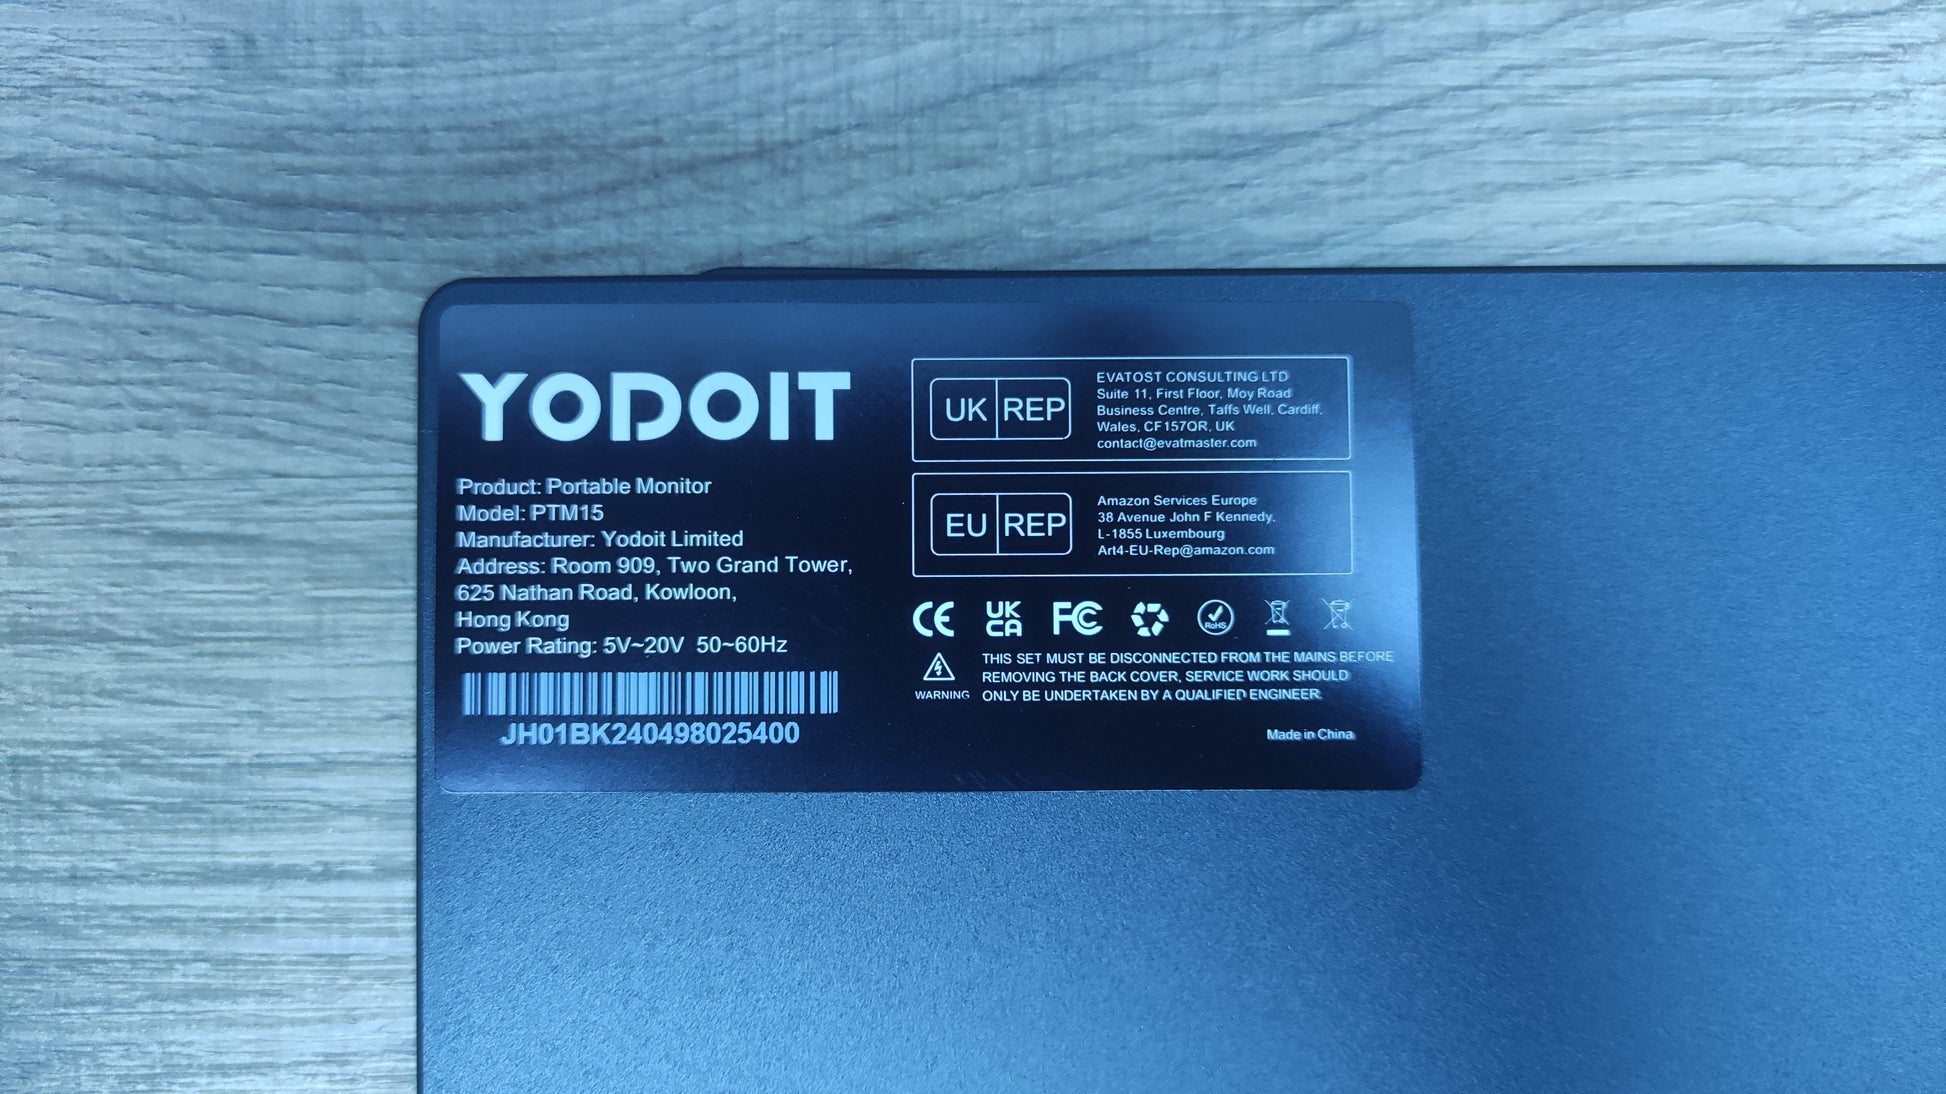 YODOIT
Product: Portable Monitor
Model: PTM15
Manufacturer: Yodoit Limited
Address: Room 909, Two Grand Tower,
625 Nathan Road, Kowloon,
Hong Kong
Power Rating: 5V~20V 50~60Hz
JH01BK240498025400
UK REP
EVATOST CONSULTING LTD
Suite 11, First Floor, Moy Road
Business Centre, Taffs Well, Cardiff,
Wales, CF157QR, UK
contact@evatmaster.com
EU REP
Amazon Services Europe
38 Avenue John F Kennedy,
L-1855 Luxembourg
Art4-EU-Rep@amazon.com
CE UK CA FC RoHS
WARNING
THIS SET MUST BE DISCONNECTED FROM THE MAINS BEFORE
REMOVING THE BACK COVER, SERVICE WORK SHOULD
ONLY BE UNDERTAKEN BY A QUALIFIED ENGINEER.
Made in China